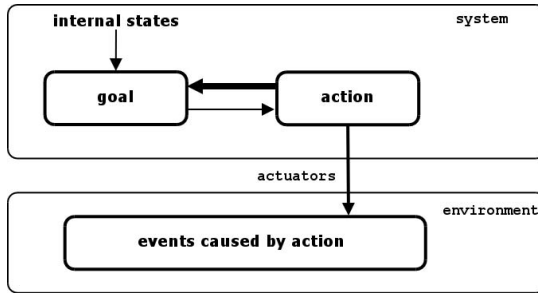 internal states
system
goal
action
actuators
environment
events caused by action